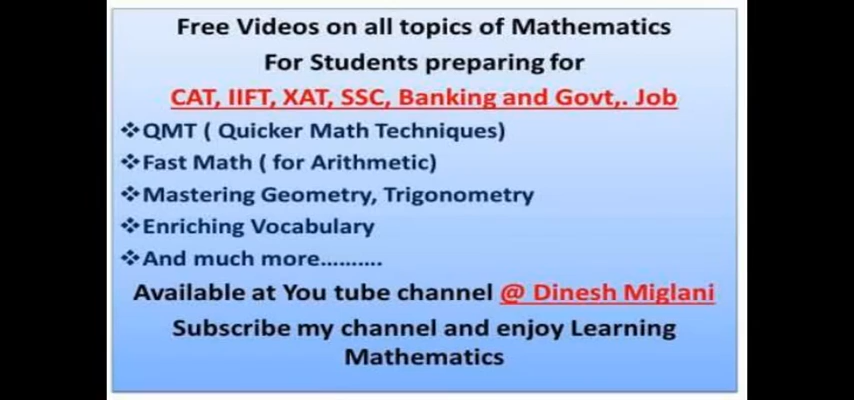 Free Videos on all topics of Mathematics
For Students preparing for
CAT, IIFT, XAT, SSC, Banking and Govt,. Job
❖QMT ( Quicker Math Techniques)
❖Fast Math ( for Arithmetic)
❖Mastering Geometry, Trigonometry
❖Enriching Vocabulary
❖And much more……….
Available at You tube channel @ Dinesh Miglani
Subscribe my channel and enjoy Learning
Mathematics